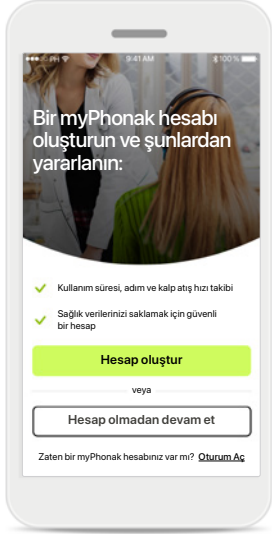 PH 9:41 AM 100%
Bir myPhonak hesabı
oluşturun ve şunlardan
yararlanın:
Kullanım süresi, adım ve kalp atış hızı takibi
Sağlık verilerinizi saklamak için güvenli
bir hesap
Hesap oluştur
veya
Hesap olmadan devam et
Zaten bir myPhonak hesabınız var mı? Oturum Aç